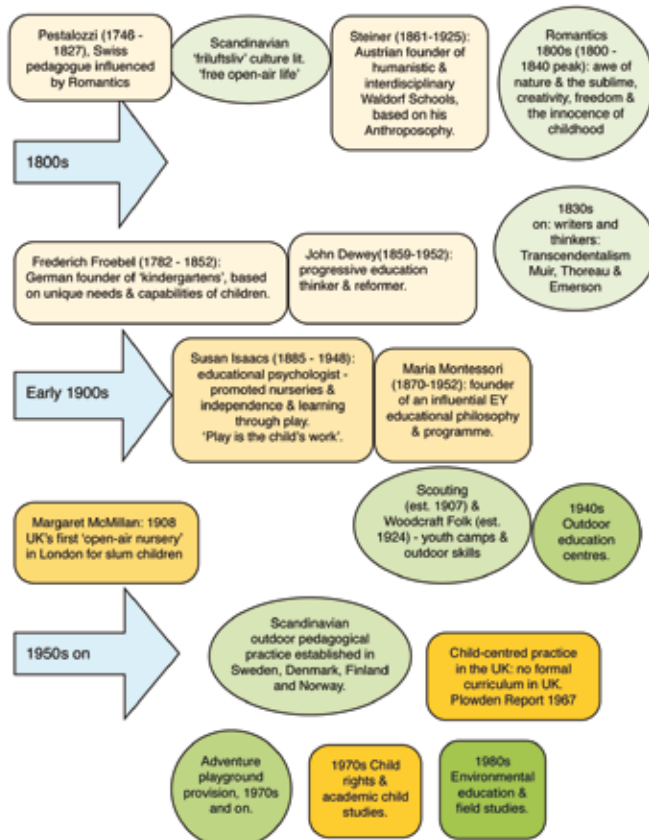 Pestalozzi (1746 -
1827), Swiss
pedagogue influenced
by Romantics
Scandinavian
'friluftsliv' culture lit.
'free open-air life'
Steiner (1861-1925):
Austrian founder of
humanistic &
interdisciplinary
Waldorf Schools,
based on his
Anthroposophy.
Romantics
1800s (1800 -
1840 peak): awe of
nature & the sublime,
creativity, freedom &
the innocence of
childhood
1800s
1830s
on: writers and
thinkers:
Transcendentalism
Muir, Thoreau &
Emerson
Frederich Froebel (1782 - 1852):
German founder of 'kindergartens', based
on unique needs & capabilities of children.
John Dewey(1859-1952):
progressive education
thinker & reformer.
Early 1900s
Susan Isaacs (1885 - 1948):
educational psychologist -
promoted nurseries &
independence & learning
through play.
'Play is the child's work'.
Maria Montessori
(1870-1952): founder
of an influential EY
educational philosophy
& programme.
Scouting
(est. 1907) &
Woodcraft Folk (est.
1924) - youth camps &
outdoor skills
1940s
Outdoor
education
centres.
Margaret McMillan: 1908
UK's first 'open-air nursery'
in London for slum children
1950s on
Scandinavian
outdoor pedagogical
practice established in
Sweden, Denmark, Finland
and Norway.
Child-centred practice
in the UK: no formal
curriculum in UK.
Plowden Report 1967
Adventure
playground
provision, 1970s
and on.
1970s Child
rights &
academic child
studies.
1980s
Environmental
education &
field studies.